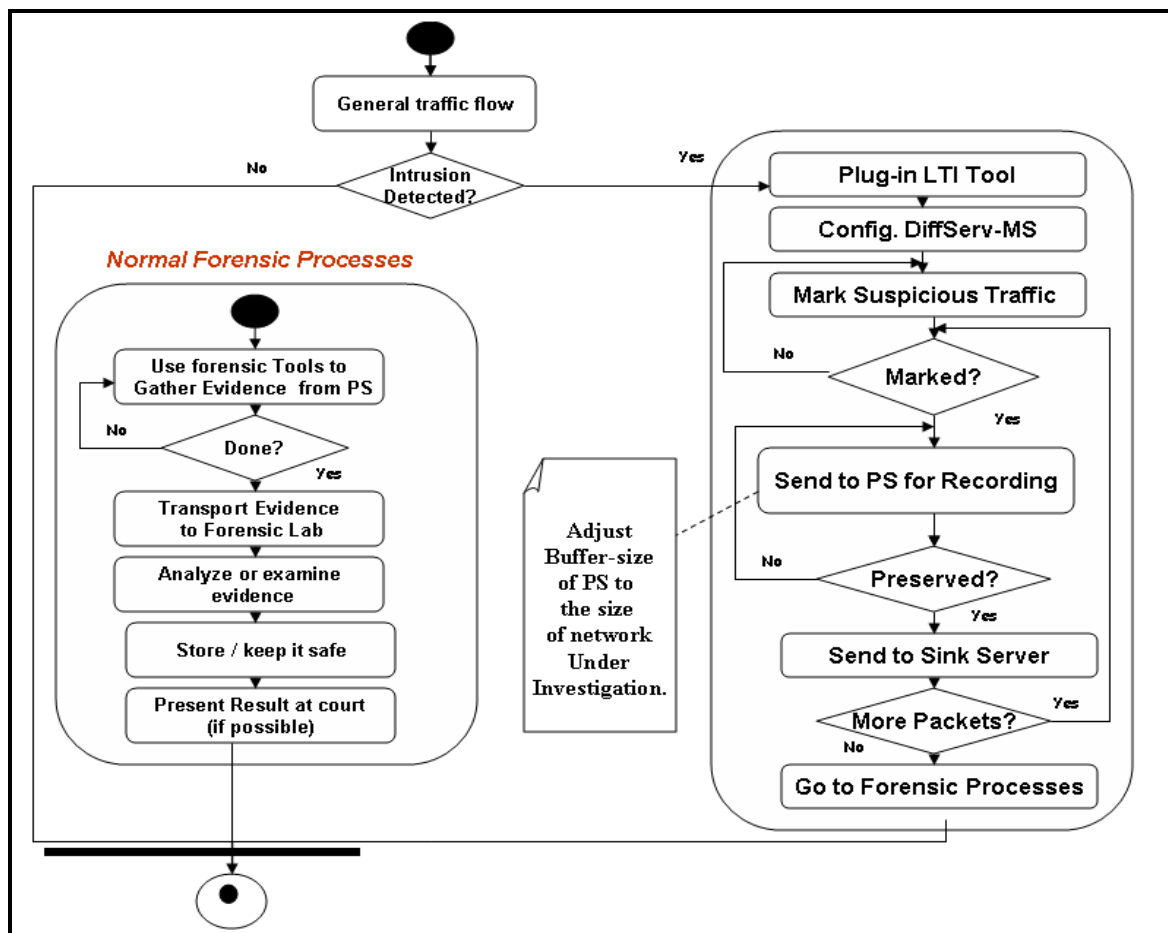 General traffic flow
No
Intrusion
Detected?
Yes
Plug-in LTI Tool
Config. DiffServ-MS
Mark Suspicious Traffic
No
Marked?
Yes
Send to PS for Recording
No
Preserved?
Yes
Send to Sink Server
Yes
More Packets?
No
Go to Forensic Processes
Adjust
Buffer-size
of PS to
the size
of network
Under
Investigation.
Normal Forensic Processes
Use forensic Tools to
Gather Evidence from PS
No
Done?
Yes
Transport Evidence
to Forensic Lab
Analyze or examine
evidence
Store / keep it safe
Present Result at court
(if possible)